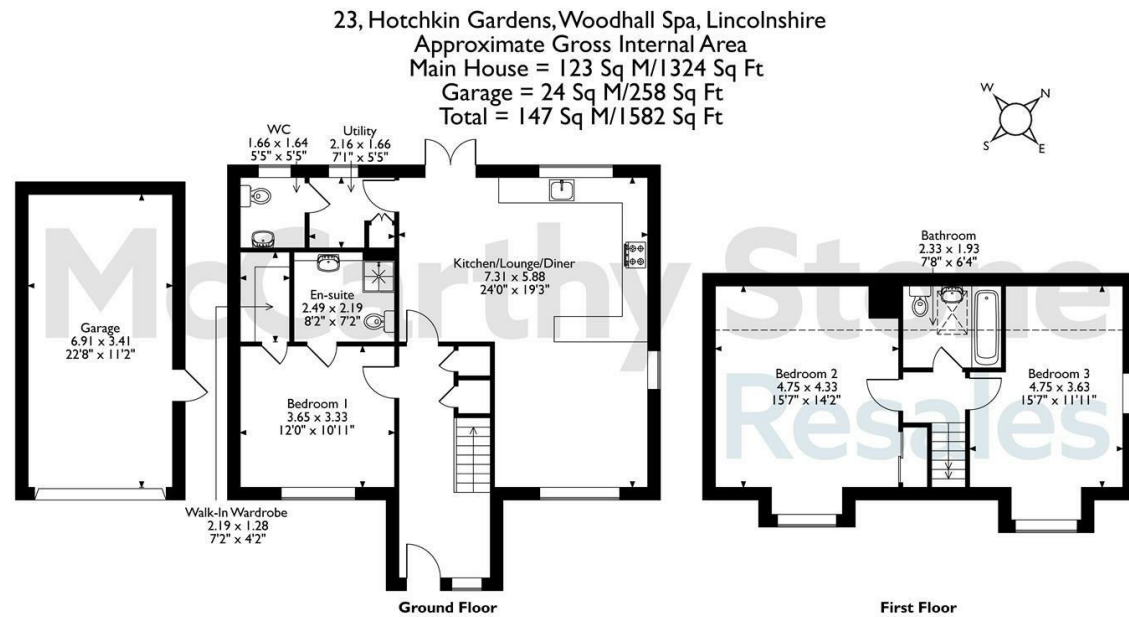 23, Hotchkin Gardens, Woodhall Spa, Lincolnshire
Approximate Gross Internal Area
Main House = 123 Sq M/1324 Sq Ft
Garage = 24 Sq M/258 Sq Ft
Total = 147 Sq M/1582 Sq Ft
W
N
S
E
WC
1.66 x 1.64
5'5" x 5'5"
Utility
2.16 x 1.66
7'1" x 5'5"
McCarthy Stone
Resales
Garage
6.91 x 3.41
22'8" x 11'2"
En-suite
2.49 x 2.19
8'2" x 7'2"
Kitchen/Lounge/Diner
7.31 x 5.88
24'0" x 19'3"
Bedroom 1
3.65 x 3.33
12'0" x 10'11"
Walk-In Wardrobe
2.19 x 1.28
7'2" x 4'2"
Ground Floor
Bathroom
2.33 x 1.93
7'8" x 6'4"
Bedroom 2
4.75 x 4.33
15'7" x 14'2"
Bedroom 3
4.75 x 3.63
15'7" x 11'11"
First Floor